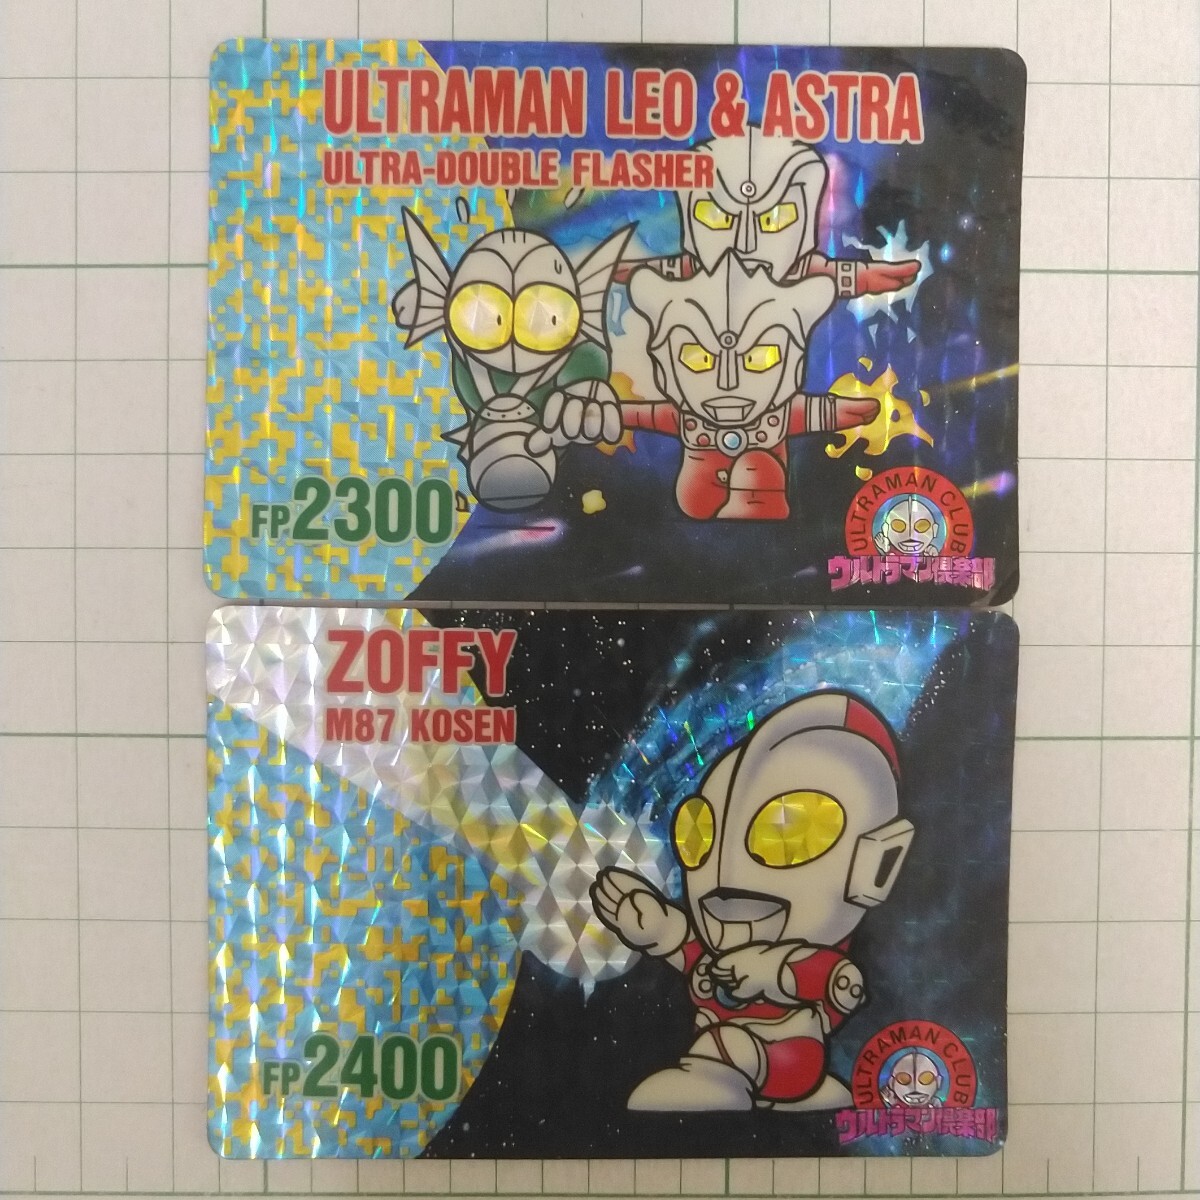 ULTRAMAN LEO & ASTRA
ULTRA-DOUBLE FLASHER
FP2300
ULTRAMAN CLUB
ウルトラマン倶楽部
ZOFFY
M87 KOSEN
FP2400
ULTRAMAN CLUB
ウルトラマン倶楽部